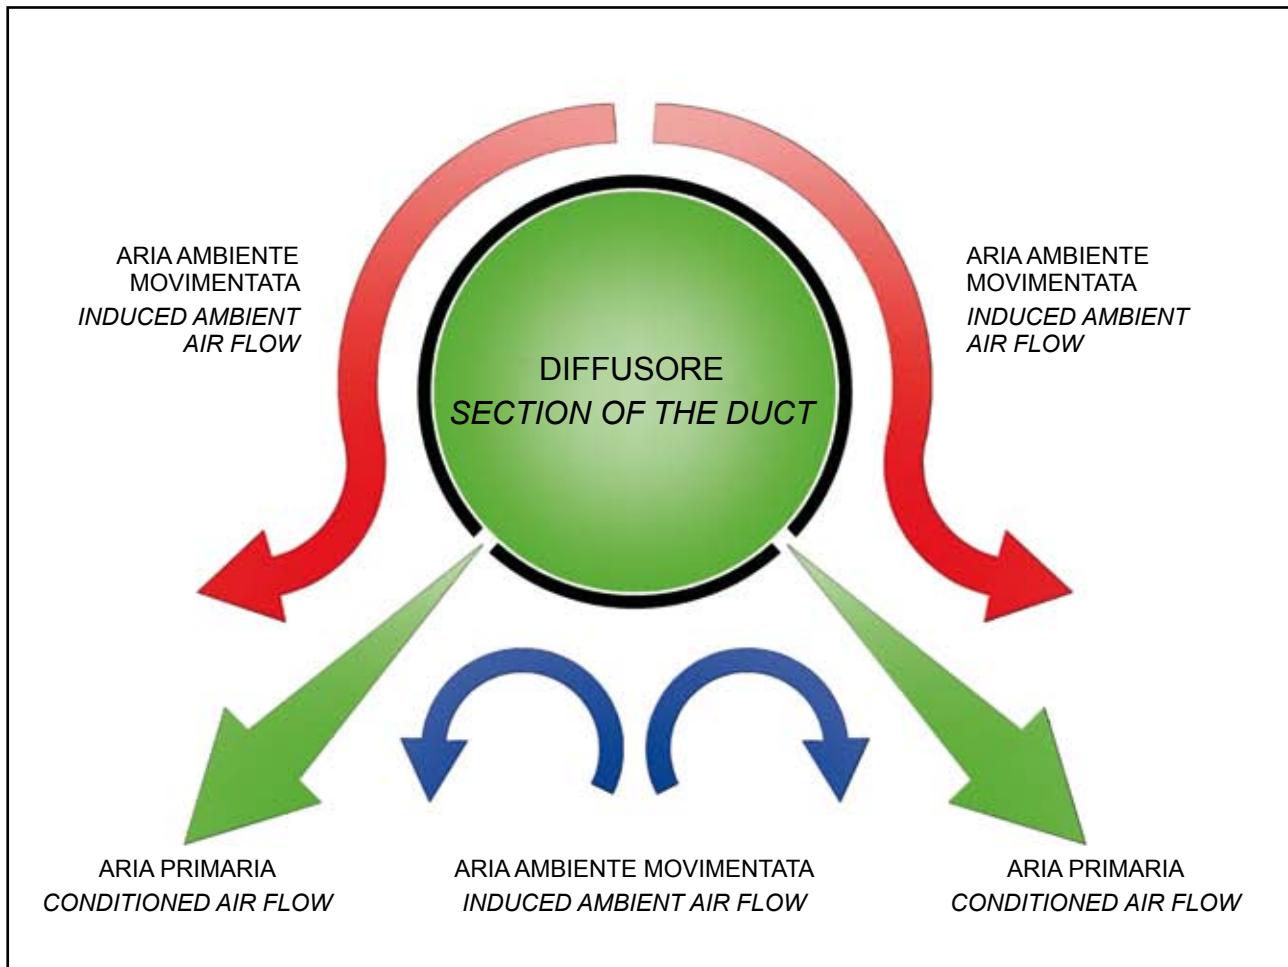 ARIA AMBIENTE
MOVIMENTATA
INDUCED AMBIENT
AIR FLOW
DIFFUSORE
SECTION OF THE DUCT
ARIA AMBIENTE
MOVIMENTATA
INDUCED AMBIENT
AIR FLOW
ARIA PRIMARIA
CONDITIONED AIR FLOW
ARIA AMBIENTE MOVIMENTATA
INDUCED AMBIENT AIR FLOW
ARIA PRIMARIA
CONDITIONED AIR FLOW